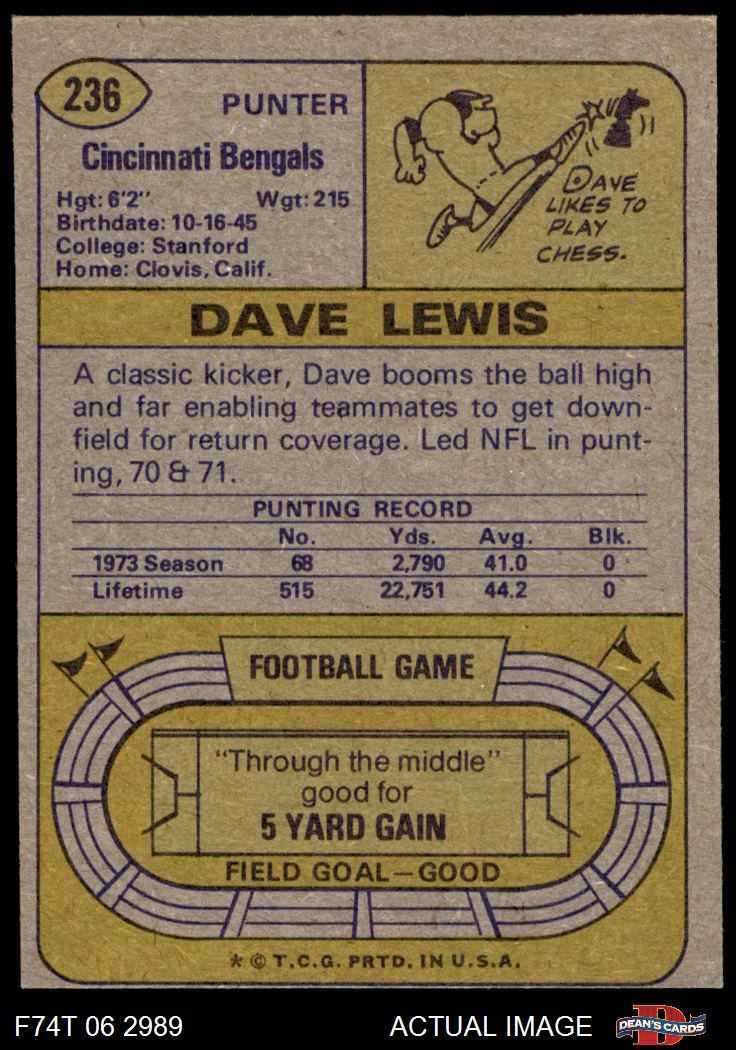 236
PUNTER
Cincinnati Bengals
Hgt: 6'2" Wgt: 215
Birthdate: 10-16-45
College: Stanford
Home: Clovis, Calif.
DAVE
LIKES TO
PLAY
CHESS.
DAVE LEWIS
A classic kicker, Dave booms the ball high
and far enabling teammates to get down-
field for return coverage. Led NFL in punt-
ing, 70 & 71.
PUNTING RECORD
No. Yds. Avg. Blk.
1973 Season 68 2,790 41.0 0
Lifetime 515 22,751 44.2 0
FOOTBALL GAME
"Through the middle"
good for
5 YARD GAIN
FIELD GOAL—GOOD
* © T.C.G. PRTD. IN U.S.A.
F74T 06 2989 ACTUAL IMAGE
DEAN'S CARDS